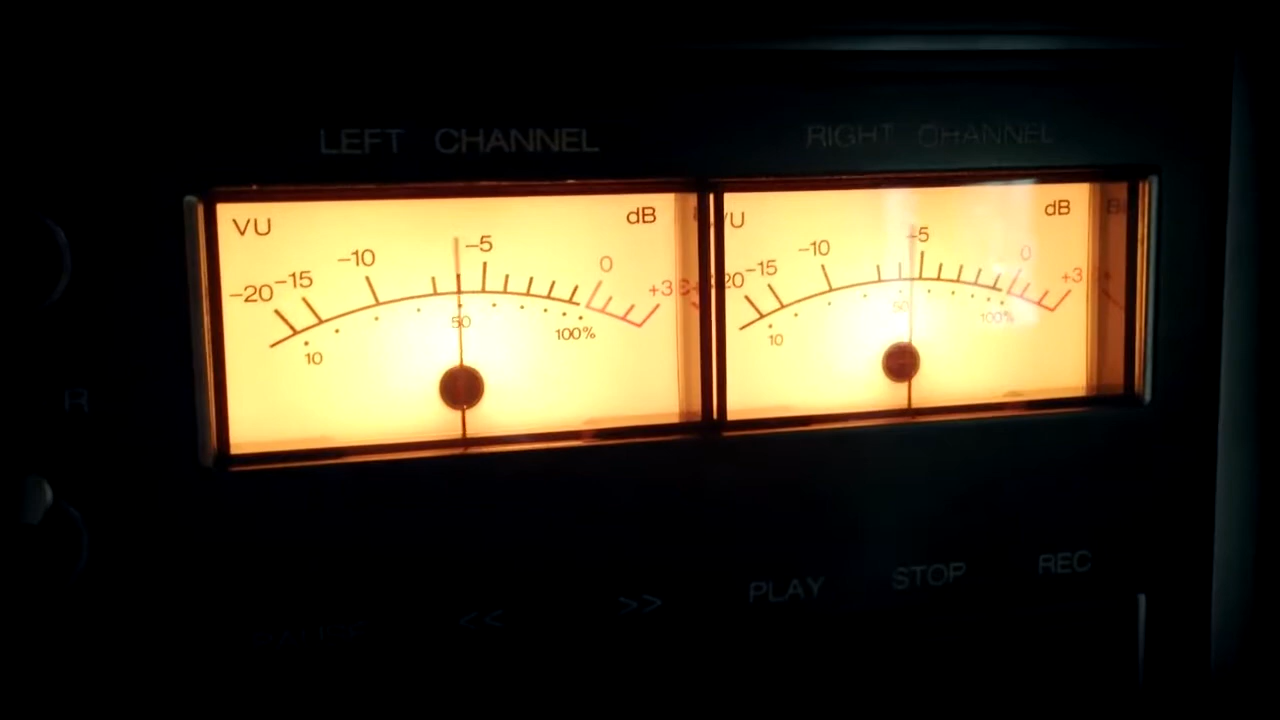 LEFT CHANNEL
RIGHT CHANNEL
VU
dB
-20
-15
-10
-5
0
+3
10
50
100%
VU
dB
20
-15
-10
-5
0
+3
10
50
100%
R
<<
>>
PLAY
STOP
REC